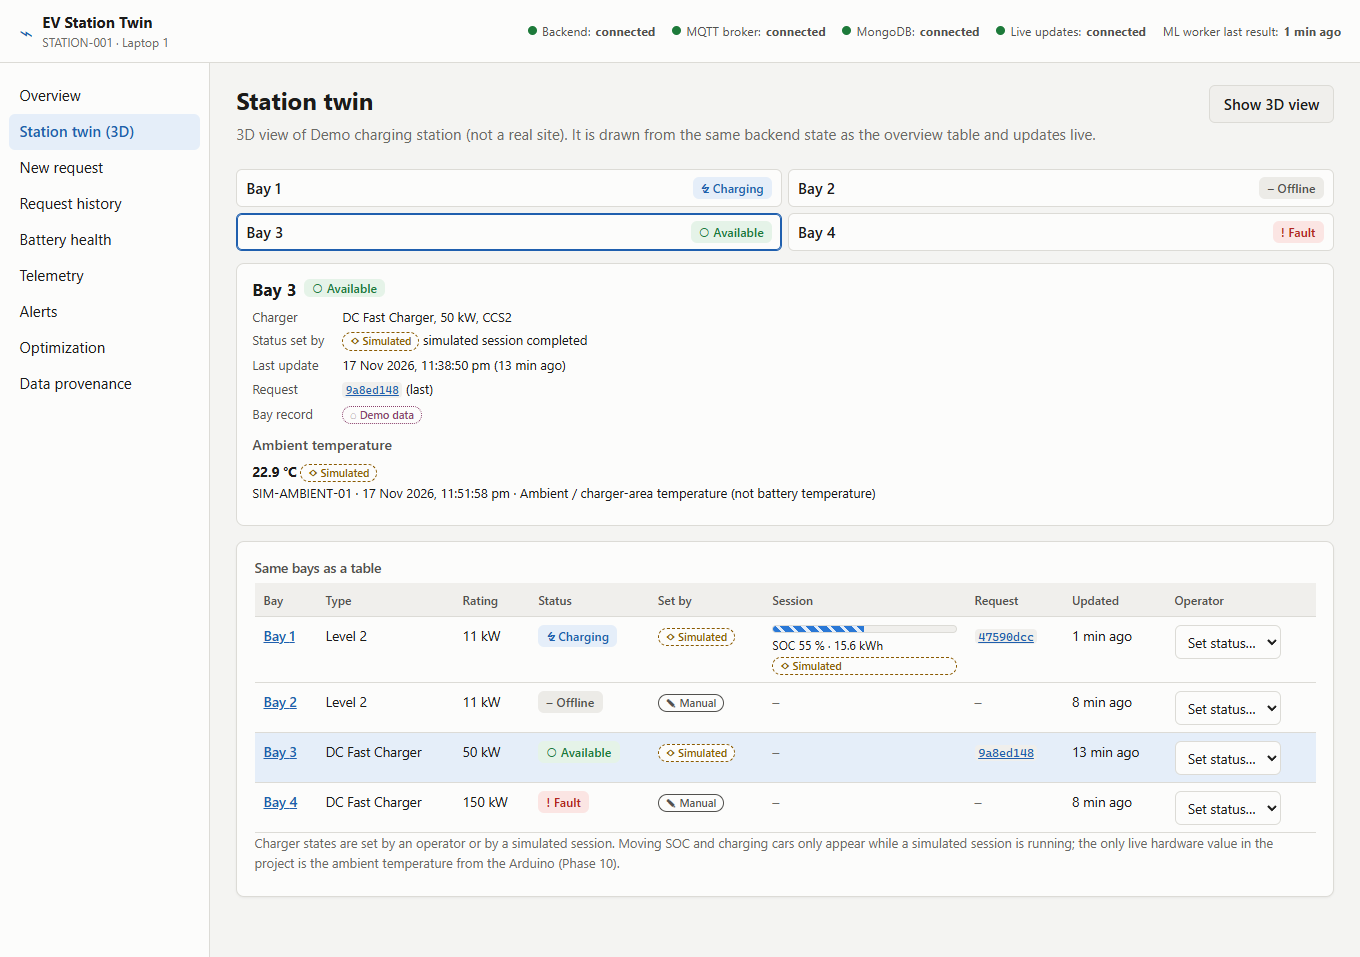 EV Station Twin
STATION-001 · Laptop 1
Backend: connected
MQTT broker: connected
MongoDB: connected
Live updates: connected
ML worker last result: 1 min ago
Overview
Station twin (3D)
New request
Request history
Battery health
Telemetry
Alerts
Optimization
Data provenance
Station twin
Show 3D view
3D view of Demo charging station (not a real site). It is drawn from the same backend state as the overview table and updates live.
Bay 1 Charging
Bay 2 – Offline
Bay 3 Available
Bay 4 ! Fault
Bay 3 Available
Charger DC Fast Charger, 50 kW, CCS2
Status set by Simulated simulated session completed
Last update 17 Nov 2026, 11:38:50 pm (13 min ago)
Request 9a8ed148 (last)
Bay record Demo data
Ambient temperature
22.9 °C Simulated
SIM-AMBIENT-01 · 17 Nov 2026, 11:51:58 pm · Ambient / charger-area temperature (not battery temperature)
Same bays as a table
Bay Type Rating Status Set by Session Request Updated Operator
Bay 1 Level 2 11 kW Charging Simulated SOC 55 % · 15.6 kWh 47590dcc 1 min ago Set status...
Simulated
Bay 2 Level 2 11 kW – Offline Manual – – 8 min ago Set status...
Bay 3 DC Fast Charger 50 kW Available Simulated – 9a8ed148 13 min ago Set status...
Bay 4 DC Fast Charger 150 kW ! Fault Manual – – 8 min ago Set status...
Charger states are set by an operator or by a simulated session. Moving SOC and charging cars only appear while a simulated session is running; the only live hardware value in the
project is the ambient temperature from the Arduino (Phase 10).